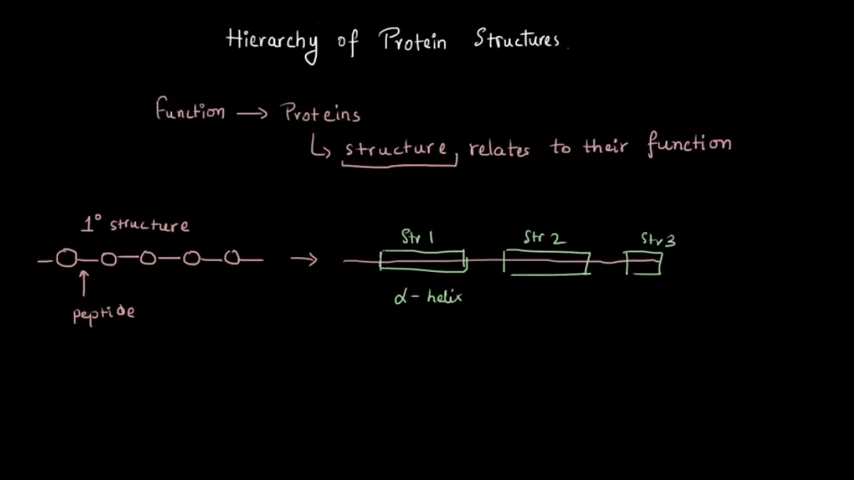 Hierarchy of Protein Structures.
Function → Proteins
↳ structure, relates to their function
1° structure
Str 1 Str 2 Str 3
→
α-helix
peptide